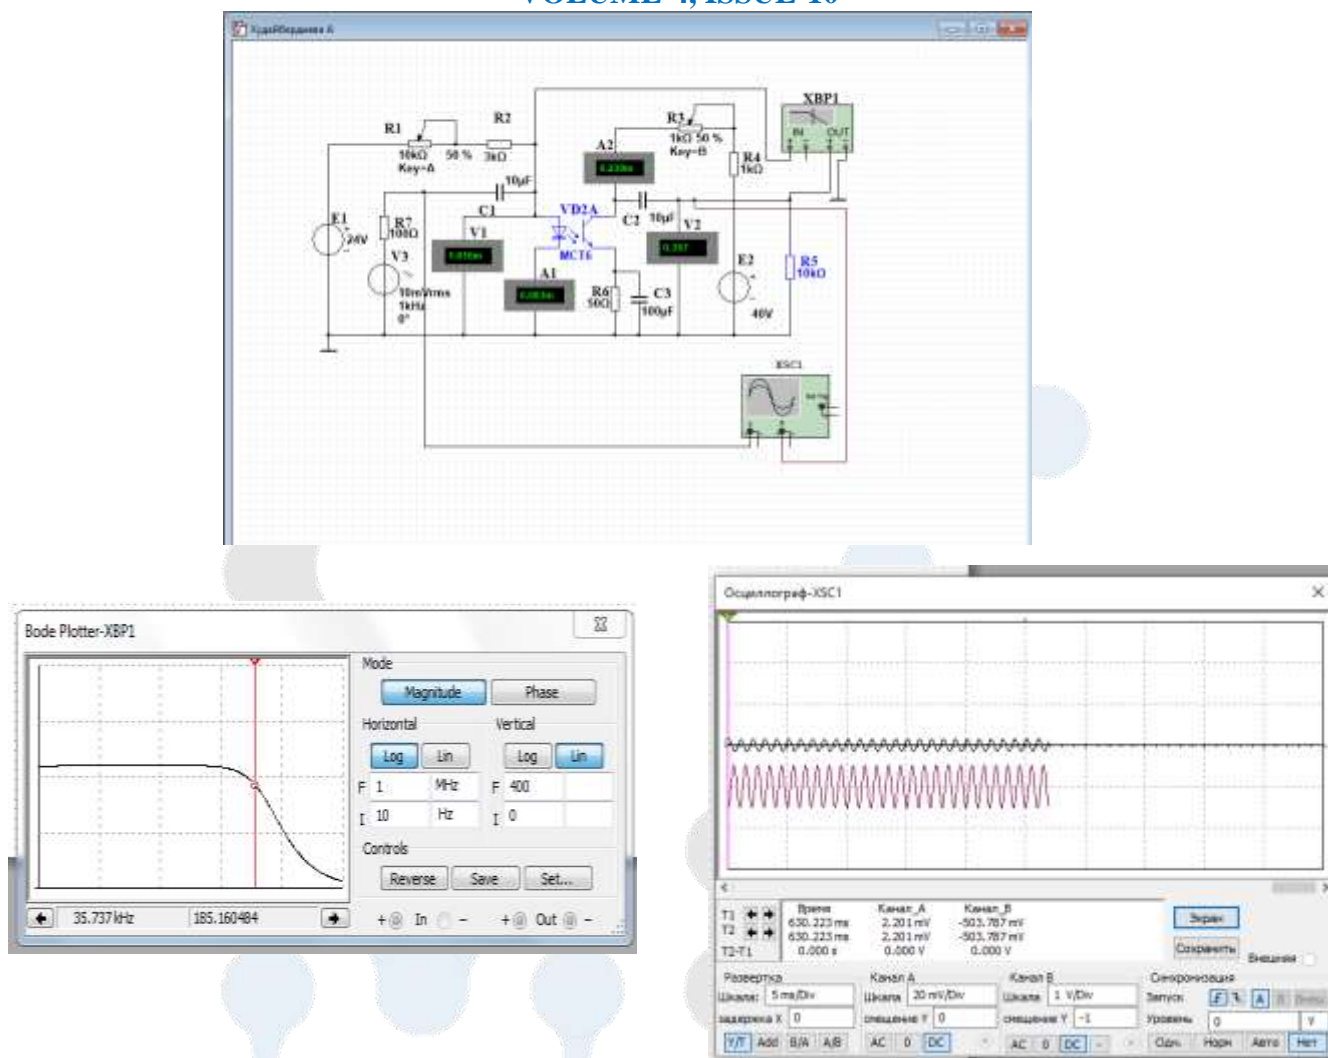 VOLUME-4, ISSUE-10
Худайбердиева А
XBP1
IN OUT
R1
10kΩ
50 %
Key=A
R2
3kΩ
R3
1kΩ 50 %
Key=B
A2
R4
1kΩ
10µF
C1
VD2A
MCT6
C2
10µF
V2
E1
24V
R7
100Ω
V1
V3
10mVrms
1kHz
0°
A1
R6
50Ω
C3
100µF
E2
40V
R5
10kΩ
XSC1
Осциллограф-XSC1
Bode Plotter-XBP1
Mode
Magnitude Phase
Horizontal Vertical
Log Lin Log Lin
F 1 MHz F 400
I 10 Hz I 0
Controls
Reverse Save Set...
35.737 kHz 185.160484 + In - + Out -
Время Канал_A Канал_B
T1 630.223 ms 2.201 mV -503.787 mV
T2 630.223 ms 2.201 mV -503.787 mV
T2-T1 0.000 s 0.000 V 0.000 V
Экран
Сохранить
Внешняя
Развертка Канал A Канал B Синхронизация
Шкала: 5 ms/Div Шкала 20 mV/Div Шкала 1 V/Div Запуск A B
задержка X 0 смещение Y 0 смещение Y -1 Уровень 0 V
Y/T Add B/A A/B AC 0 DC AC 0 DC - Одн. Норм Авто Нет